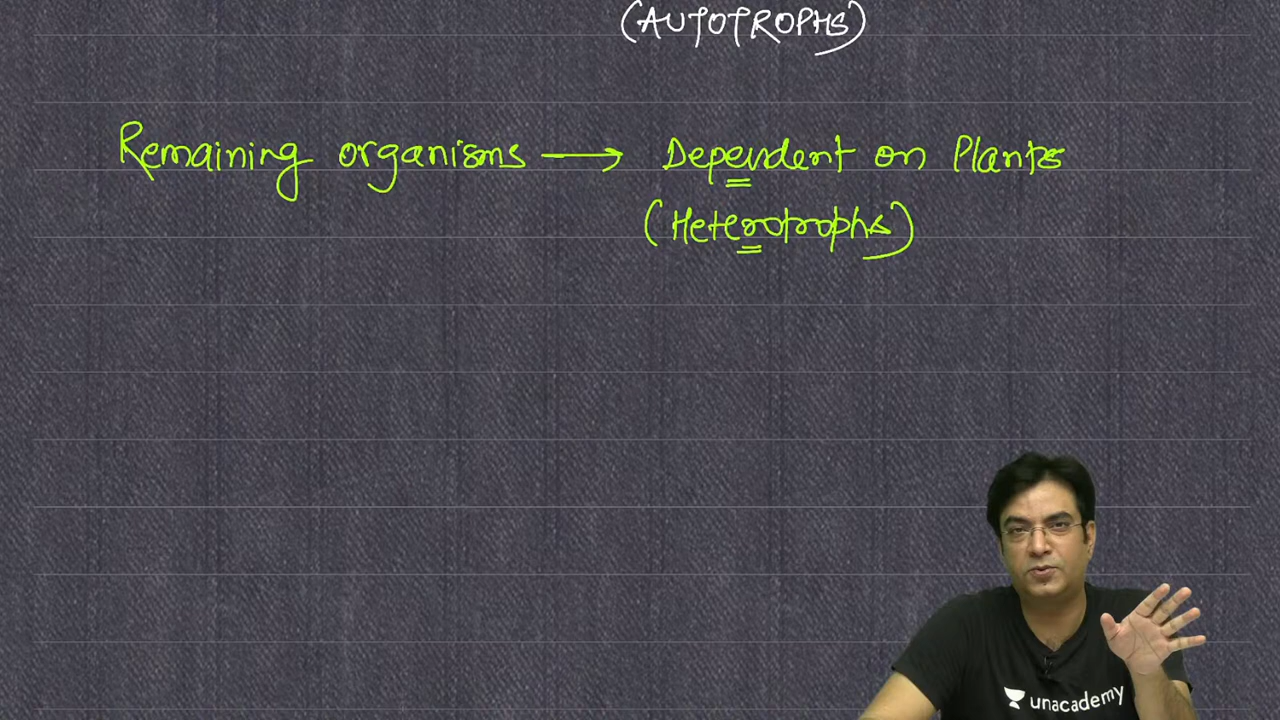 (AUTOTROPHS)
Remaining organisms → Dependent on Plants
(Heterotrophs)
unacademy